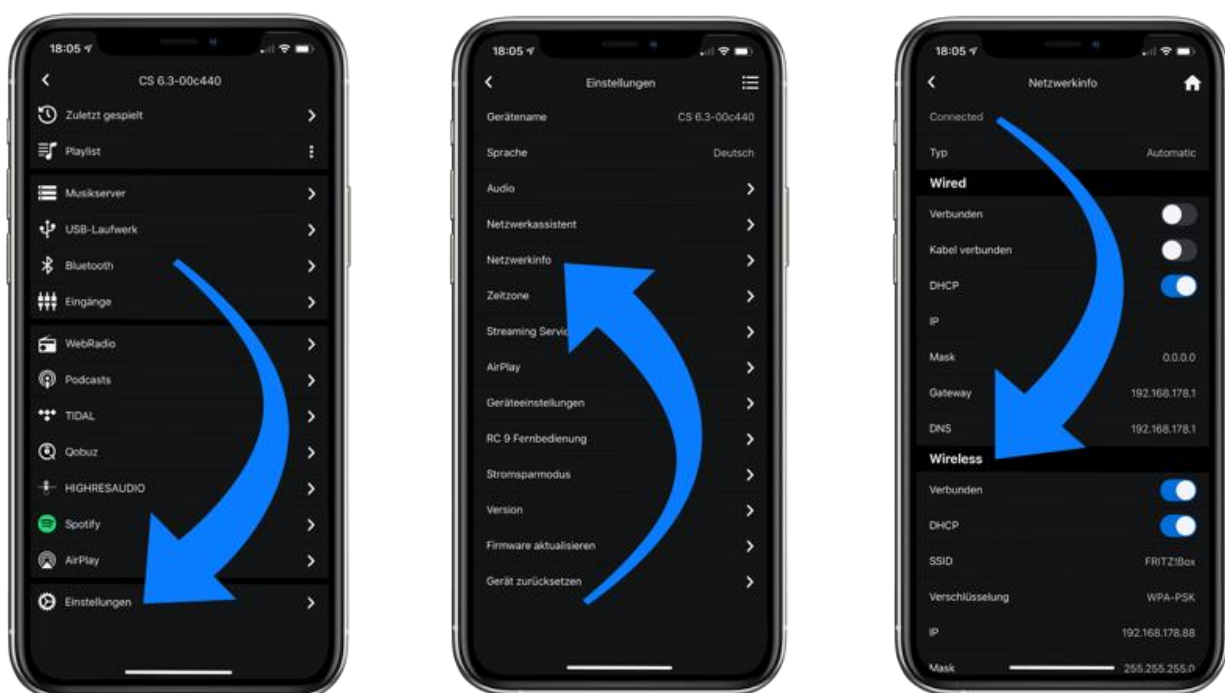 18:05
CS 6.3-00c440
Zuletzt gespielt
Playlist
Musikserver
USB-Laufwerk
Bluetooth
Eingänge
WebRadio
Podcasts
TIDAL
Qobuz
HIGHRESAUDIO
Spotify
AirPlay
Einstellungen
18:05
Einstellungen
Gerätename CS 6.3-00c440
Sprache Deutsch
Audio
Netzwerkassistent
Netzwerkinfo
Zeitzone
Streaming Servic
AirPlay
Geräteeinstellungen
RC 9 Fernbedienung
Stromsparmodus
Version
Firmware aktualisieren
Gerät zurücksetzen
18:05
Netzwerkinfo
Connected
Typ Automatic
Wired
Verbunden
Kabel verbunden
DHCP
IP
Mask 0.0.0.0
Gateway 192.168.178.1
DNS 192.168.178.1
Wireless
Verbunden
DHCP
SSID FRITZ!Box
Verschlüsselung WPA-PSK
IP 192.168.178.88
Mask 255.255.255.0